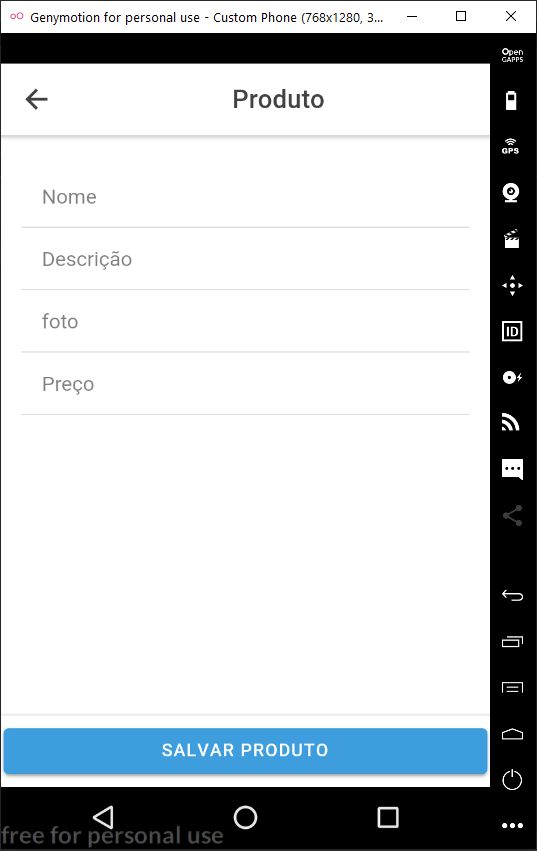 Genymotion for personal use - Custom Phone (768x1280, 3...
Open
GAPPS
Produto
GPS
Nome
Descrição
foto
ID
Preço
SALVAR PRODUTO
free for personal use